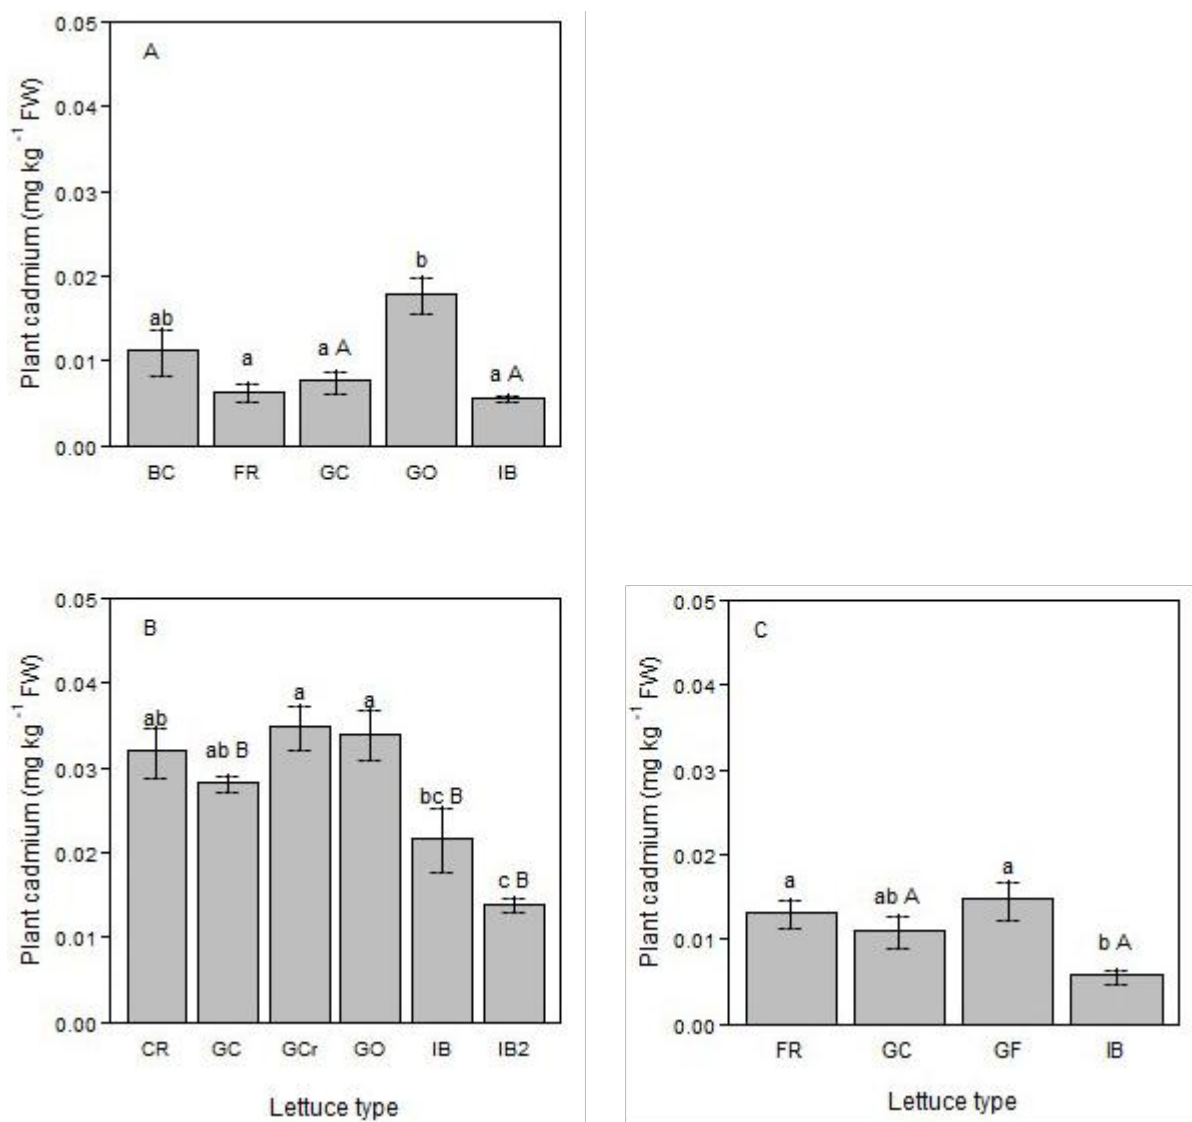 A
Plant cadmium (mg kg⁻¹ FW)
0.05
0.04
0.03
0.02
0.01
0.00
ab
a
a A
b
a A
BC FR GC GO IB
B
Plant cadmium (mg kg⁻¹ FW)
0.05
0.04
0.03
0.02
0.01
0.00
ab
ab B
a
a
bc B
c B
CR GC GCr GO IB IB2
Lettuce type
C
Plant cadmium (mg kg⁻¹ FW)
0.05
0.04
0.03
0.02
0.01
0.00
a
ab A
a
b A
FR GC GF IB
Lettuce type